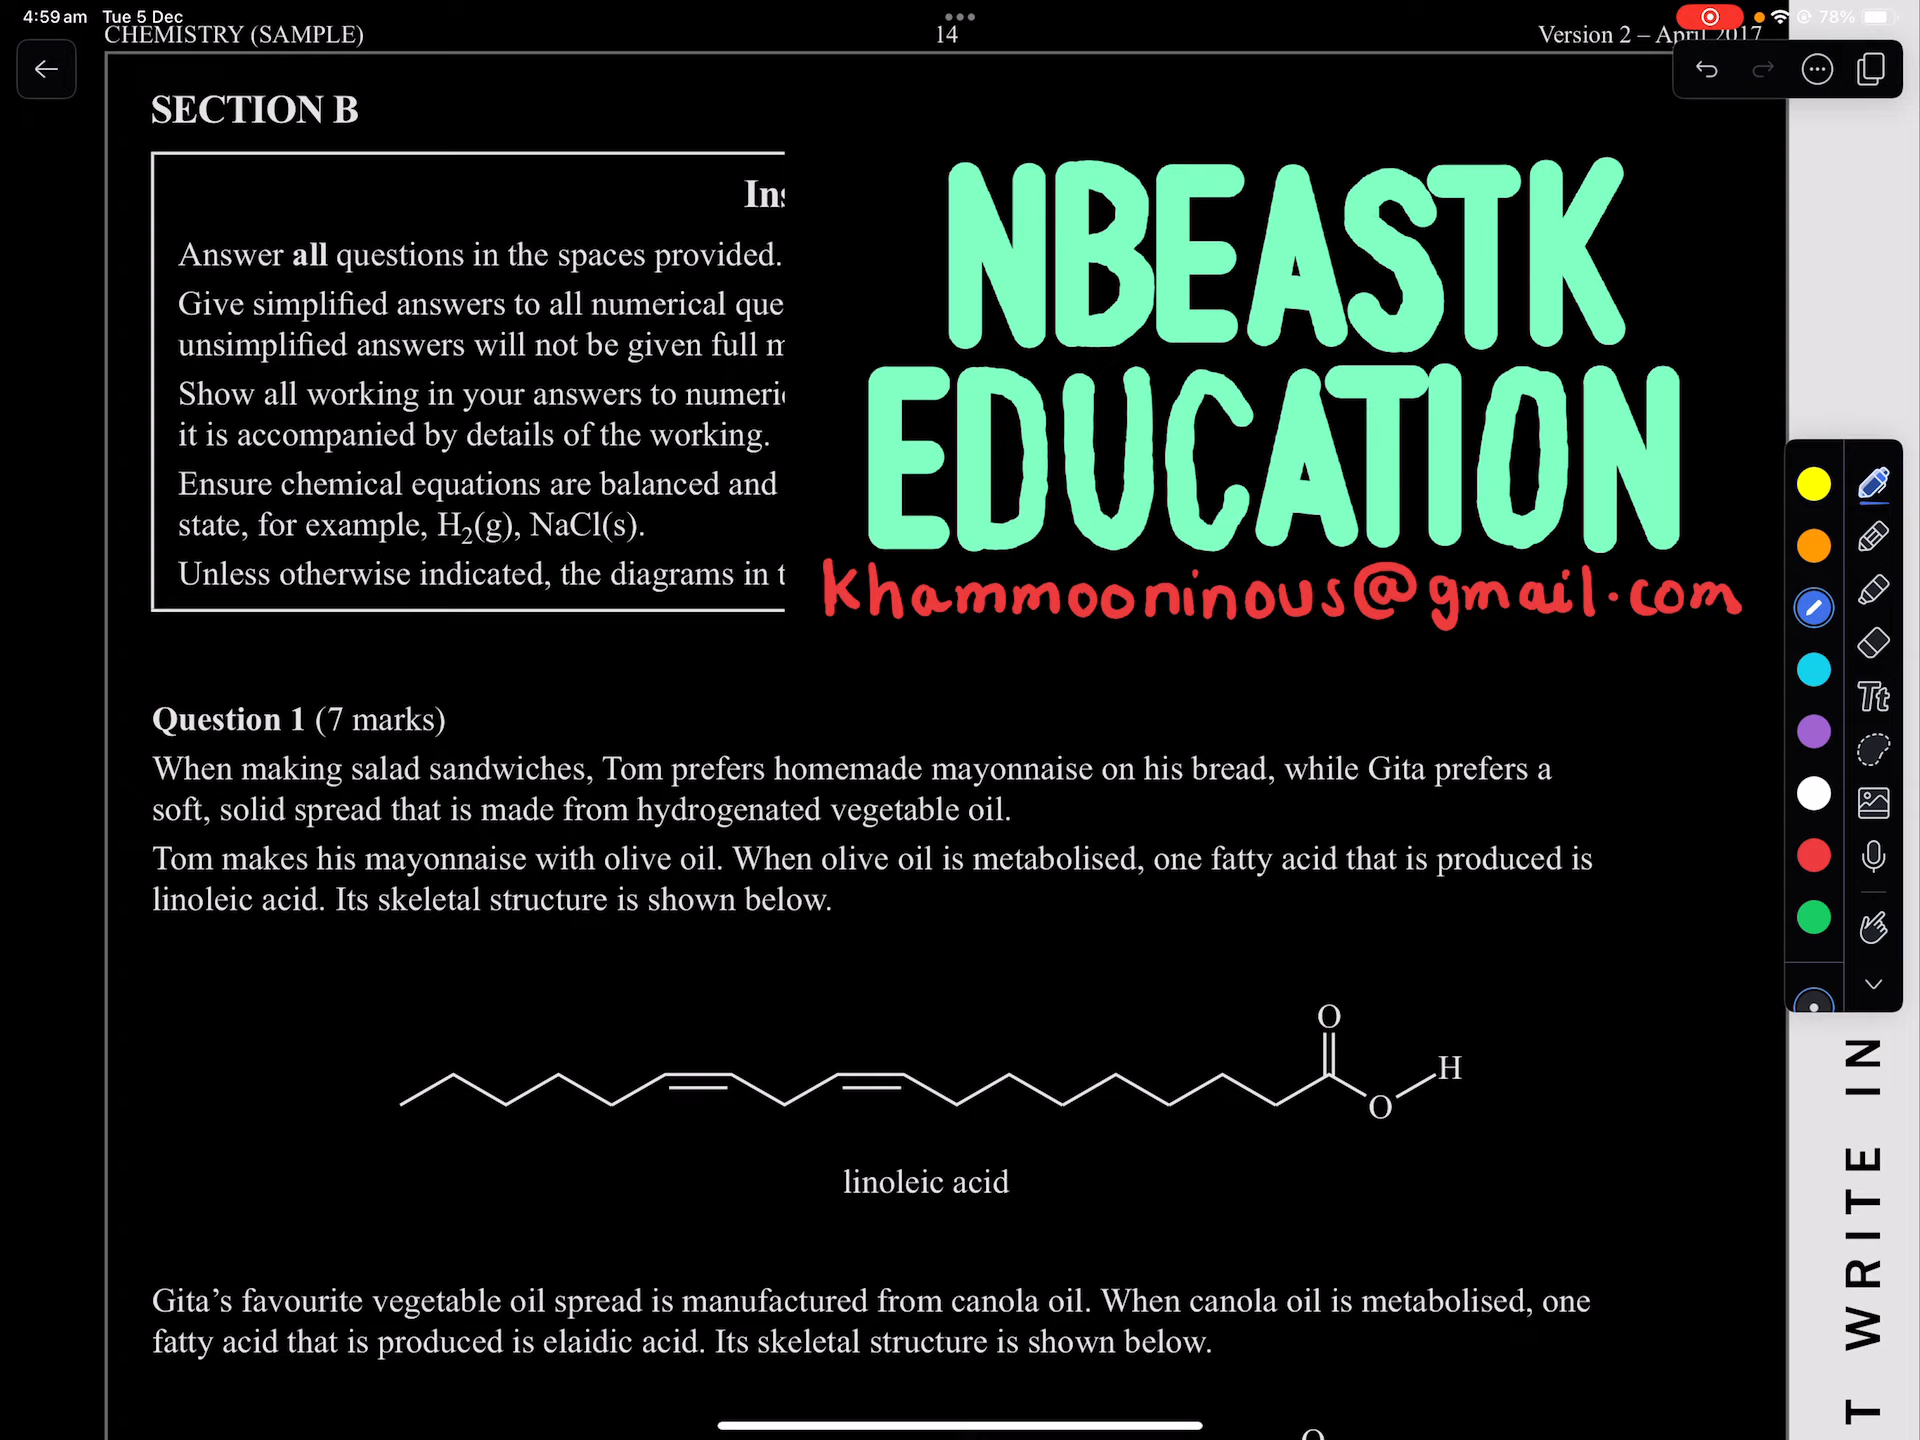 4:59am Tue 5 Dec
78%
CHEMISTRY (SAMPLE)
14
Version 2 – April 2017
SECTION B
Ins
Answer all questions in the spaces provided.
Give simplified answers to all numerical que
unsimplified answers will not be given full m
Show all working in your answers to numeri
it is accompanied by details of the working.
Ensure chemical equations are balanced and
state, for example, H₂(g), NaCl(s).
Unless otherwise indicated, the diagrams in t
NBEASTK
EDUCATION
khammooninous@gmail.com
Question 1 (7 marks)
When making salad sandwiches, Tom prefers homemade mayonnaise on his bread, while Gita prefers a
soft, solid spread that is made from hydrogenated vegetable oil.
Tom makes his mayonnaise with olive oil. When olive oil is metabolised, one fatty acid that is produced is
linoleic acid. Its skeletal structure is shown below.
O
H
O
linoleic acid
Gita’s favourite vegetable oil spread is manufactured from canola oil. When canola oil is metabolised, one
fatty acid that is produced is elaidic acid. Its skeletal structure is shown below.
O
Tt
T WRITE IN